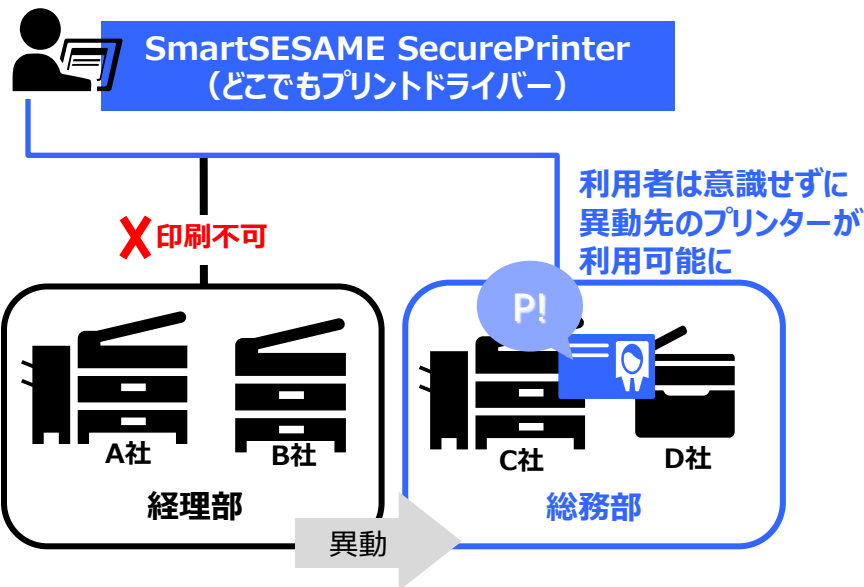 SmartSESAME SecurePrinter
（どこでもプリントドライバー）
利用者は意識せずに
異動先のプリンターが
利用可能に
X印刷不可
P!
A社
B社
C社
D社
経理部
総務部
異動